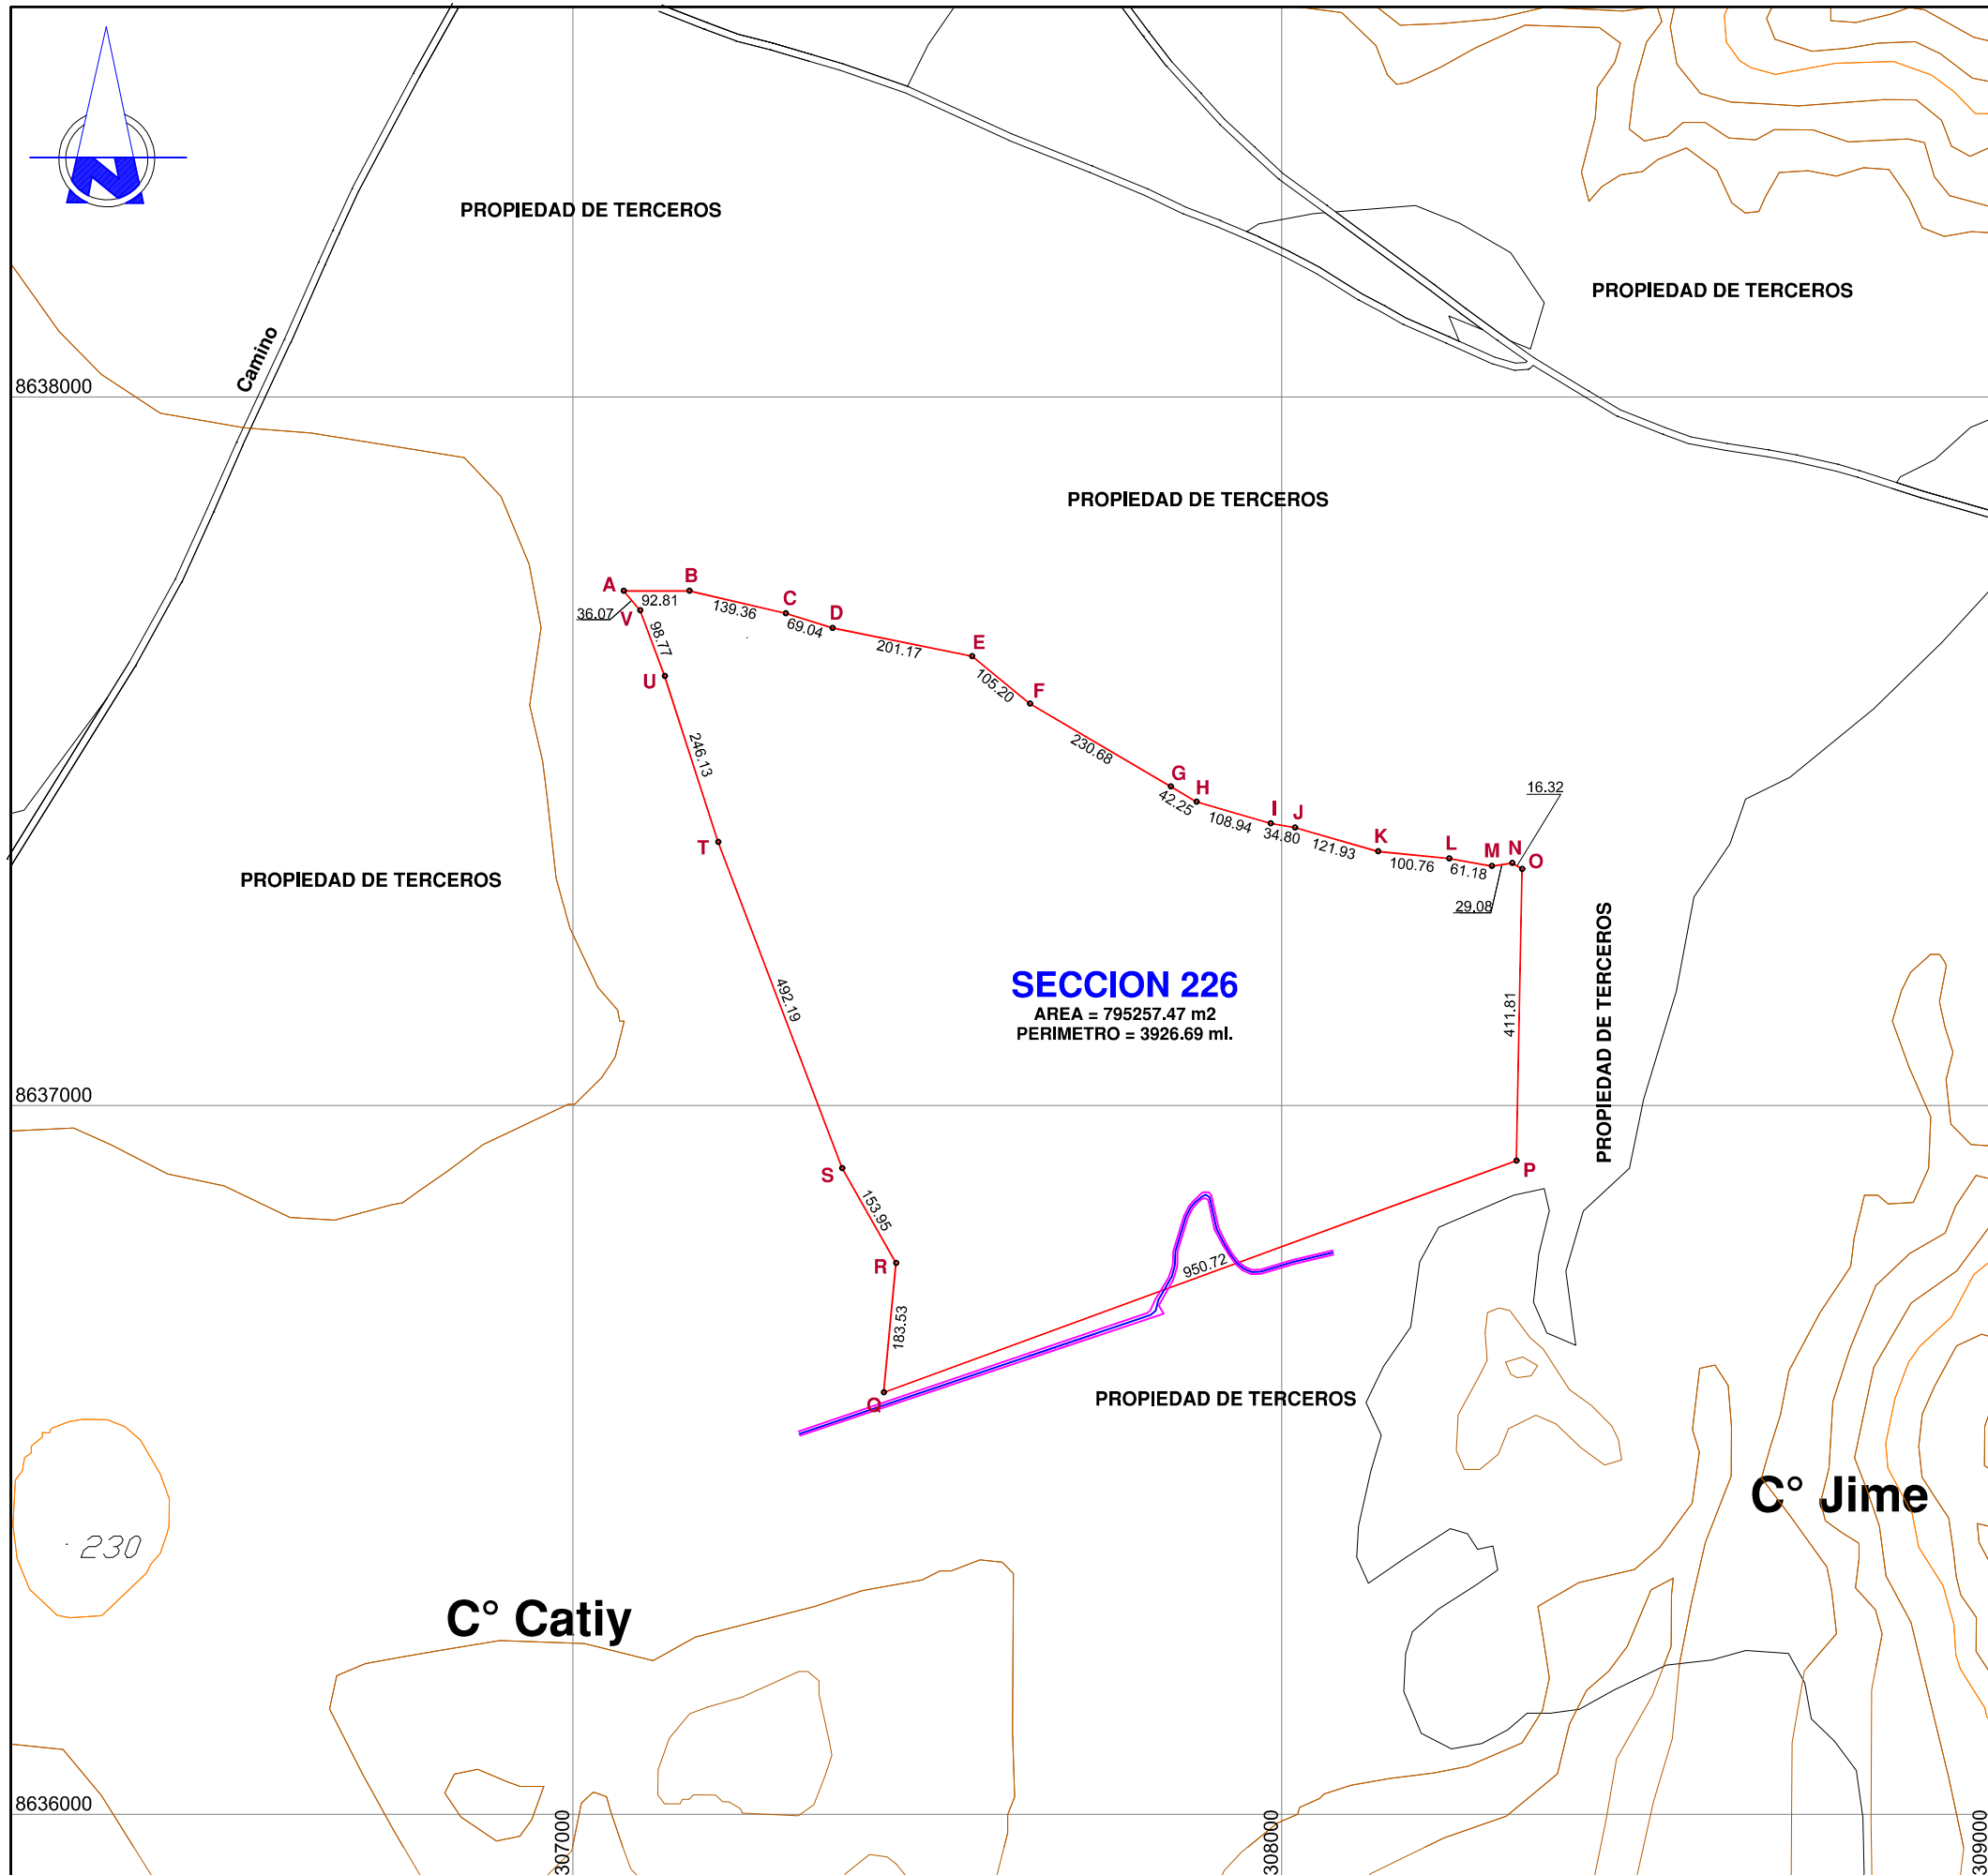 N
PROPIEDAD DE TERCEROS
PROPIEDAD DE TERCEROS
Camino
8638000
PROPIEDAD DE TERCEROS
A
B
92.81
139.36
C
69.04
D
201.17
E
105.20
F
230.68
G
42.25
H
108.94
I
34.80
J
121.93
K
100.76
L
61.18
M
N
O
16.32
29.08
36.07
V
98.77
U
246.13
T
PROPIEDAD DE TERCEROS
492.19
SECCION 226
AREA = 795257.47 m2
PERIMETRO = 3926.69 ml.
411.81
PROPIEDAD DE TERCEROS
8637000
S
153.95
P
R
950.72
183.53
Q
PROPIEDAD DE TERCEROS
C° Jime
230
C° Catiy
8636000
307000
308000
309000